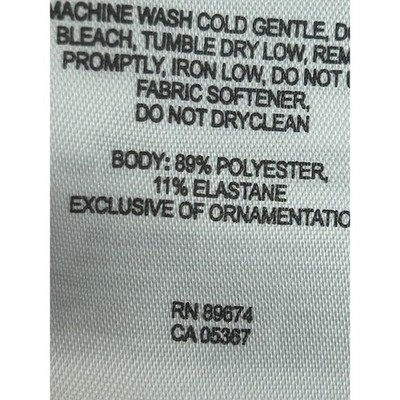 MACHINE WASH COLD GENTLE, DO
BLEACH, TUMBLE DRY LOW, REM
PROMPTLY, IRON LOW, DO NOT U
FABRIC SOFTENER,
DO NOT DRYCLEAN
BODY: 89% POLYESTER,
11% ELASTANE
EXCLUSIVE OF ORNAMENTATIO
RN 89674
CA 05367